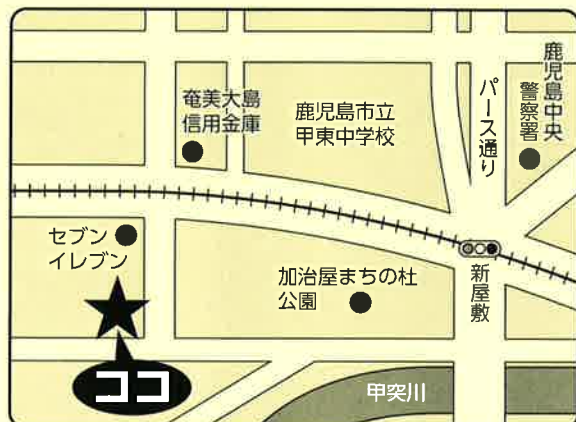 奄美大島
信用金庫
鹿児島市立
甲東中学校
パース通り
鹿児島中央
警察署
セブン
イレブン
加治屋まちの杜
公園
新屋敷
ココ
甲突川